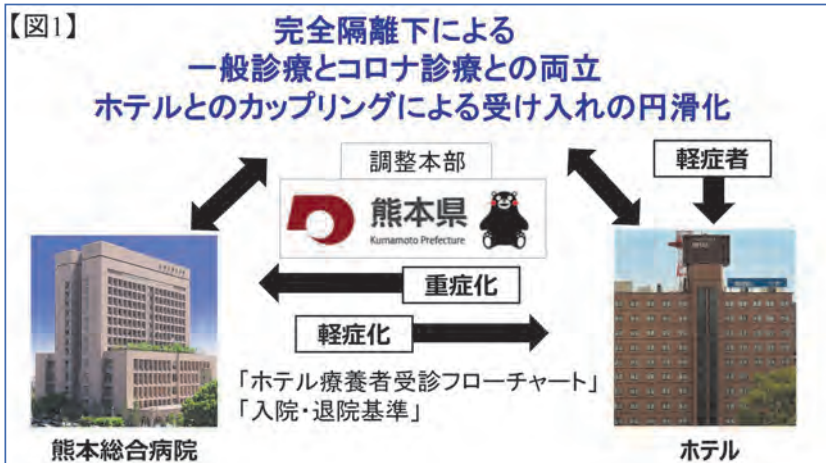 【図1】
完全隔離下による
一般診療とコロナ診療との両立
ホテルとのカップリングによる受け入れの円滑化
調整本部
軽症者
熊本県
Kumamoto Prefecture
重症化
軽症化
「ホテル療養者受診フローチャート」
「入院・退院基準」
熊本総合病院
ホテル